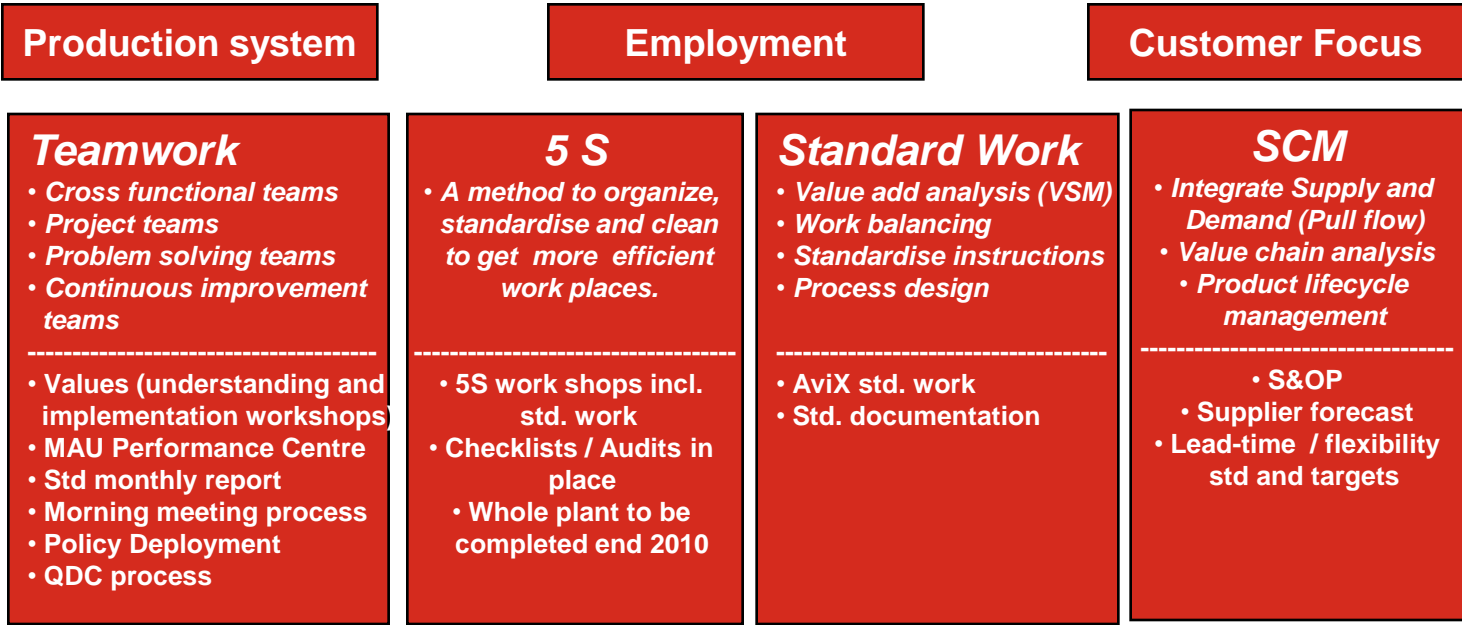 Production system
Employment
Customer Focus
Teamwork
• Cross functional teams
• Project teams
• Problem solving teams
• Continuous improvement
teams
---------------------------------------
• Values (understanding and
implementation workshops)
• MAU Performance Centre
• Std monthly report
• Morning meeting process
• Policy Deployment
• QDC process
5 S
• A method to organize,
standardise and clean
to get more efficient
work places.
------------------------------------
• 5S work shops incl.
std. work
• Checklists / Audits in
place
• Whole plant to be
completed end 2010
Standard Work
• Value add analysis (VSM)
• Work balancing
• Standardise instructions
• Process design
-------------------------------------
• AviX std. work
• Std. documentation
SCM
• Integrate Supply and
Demand (Pull flow)
• Value chain analysis
• Product lifecycle
management
-----------------------------------
• S&OP
• Supplier forecast
• Lead-time / flexibility
std and targets